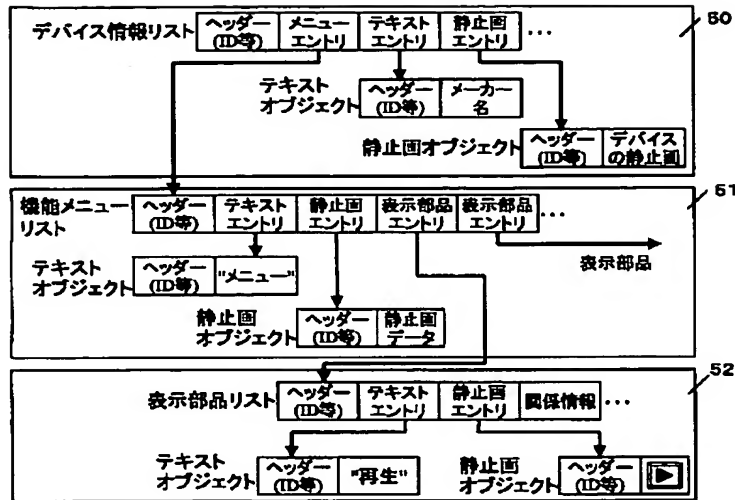 デバイス情報リスト ヘッダー(ID等) メニューエントリ テキストエントリ 静止画エントリ ... 50
テキストオブジェクト ヘッダー(ID等) メーカー名
静止画オブジェクト ヘッダー(ID等) デバイスの静止画
機能メニューリスト ヘッダー(ID等) テキストエントリ 静止画エントリ 表示部品エントリ 表示部品エントリ ... 51
表示部品
テキストオブジェクト ヘッダー(ID等) "メニュー"
静止画オブジェクト ヘッダー(ID等) 静止画データ
表示部品リスト ヘッダー(ID等) テキストエントリ 静止画エントリ 関係情報 ... 52
テキストオブジェクト ヘッダー(ID等) "再生" 静止画オブジェクト ヘッダー(ID等)